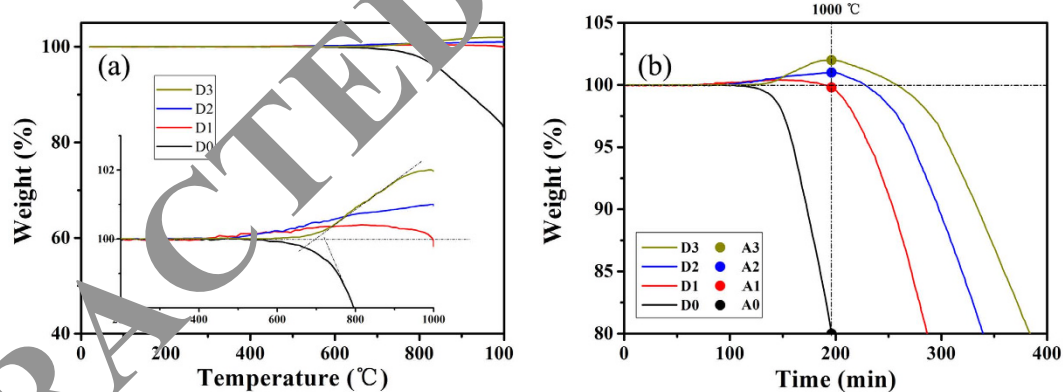 1000 ℃
(a)
(b)
Weight (%)
100
80
60
40
0
200
400
600
800
100
Temperature (℃)
D3
D2
D1
D0
102
100
400
600
800
1000
Weight (%)
105
100
95
90
85
80
0
100
200
300
400
Time (min)
D3 A3
D2 A2
D1 A1
D0 A0
RACTED